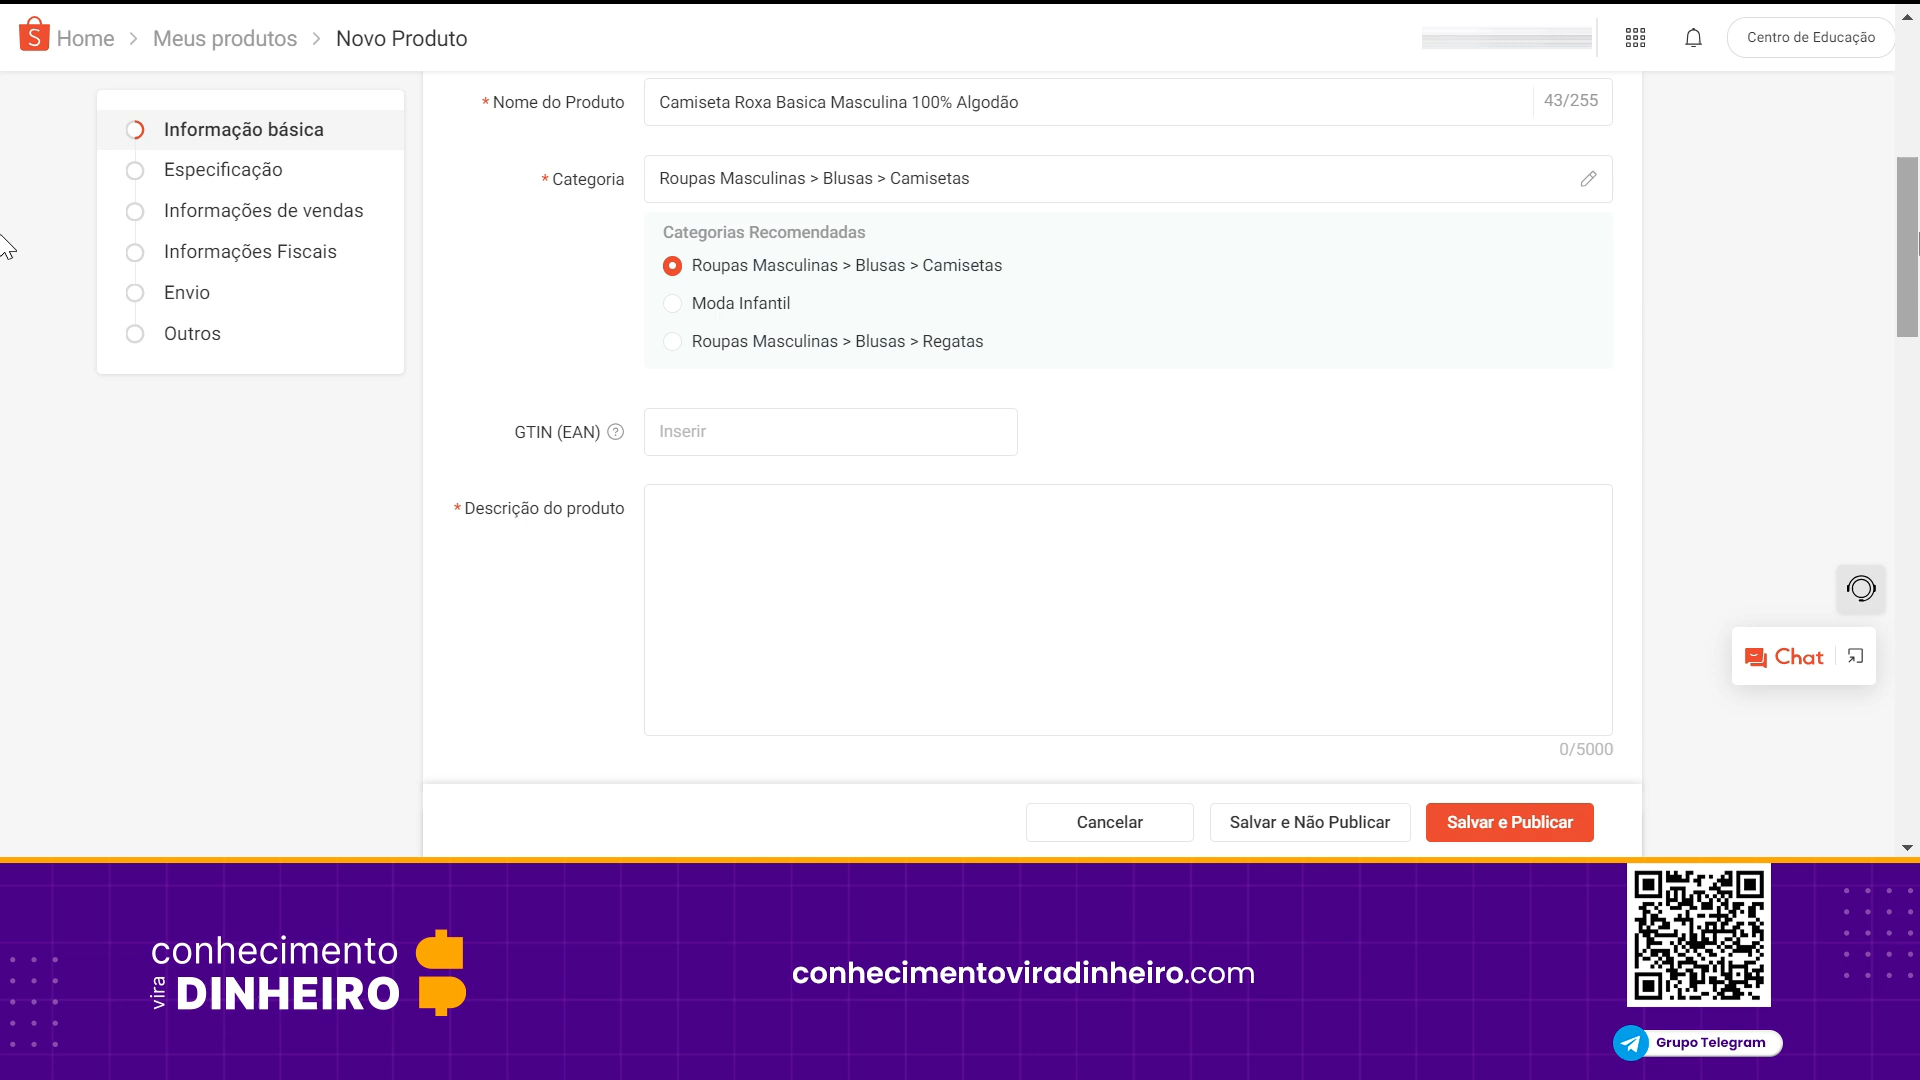 Home > Meus produtos > Novo Produto
Centro de Educação
Informação básica
Especificação
Informações de vendas
Informações Fiscais
Envio
Outros
* Nome do Produto
Camiseta Roxa Basica Masculina 100% Algodão
43/255
* Categoria
Roupas Masculinas > Blusas > Camisetas
Categorias Recomendadas
Roupas Masculinas > Blusas > Camisetas
Moda Infantil
Roupas Masculinas > Blusas > Regatas
GTIN (EAN) ?
Inserir
* Descrição do produto
0/5000
Chat
Cancelar
Salvar e Não Publicar
Salvar e Publicar
conhecimento
vira DINHEIRO
conhecimentoviradinheiro.com
Grupo Telegram